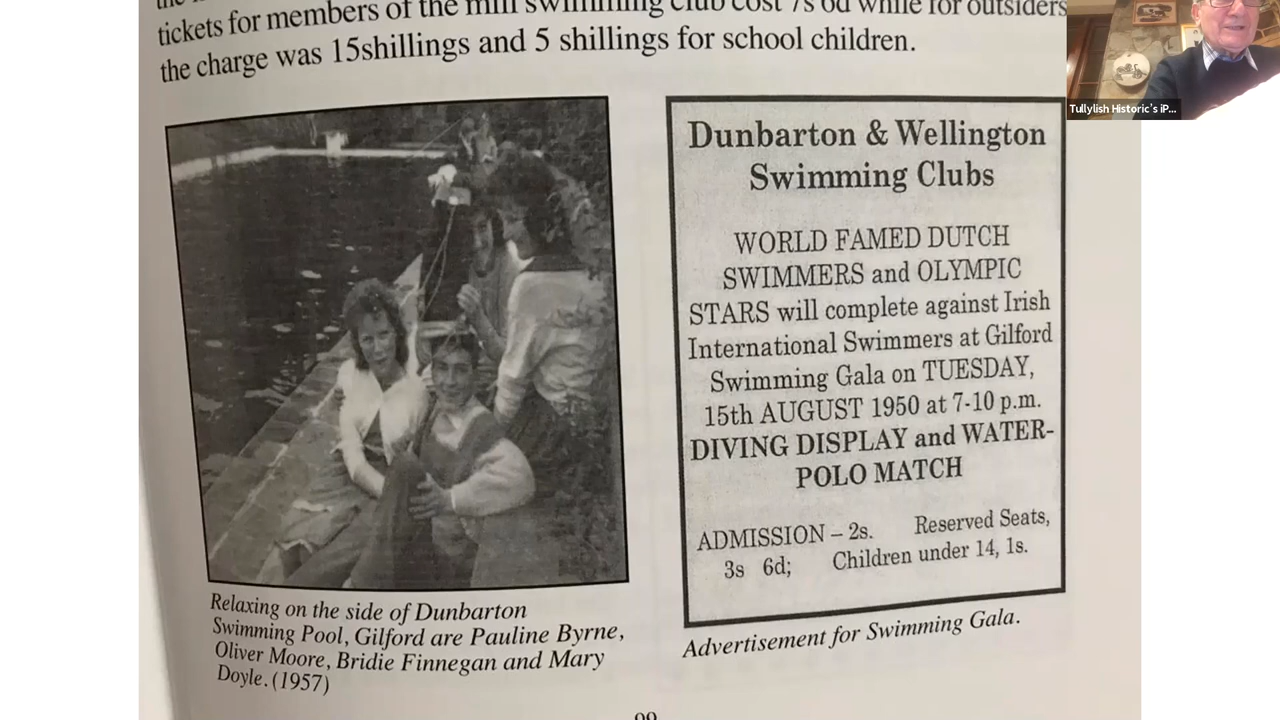 tickets for members of the mill swimming club cost 7s 6d while for outsiders
the charge was 15shillings and 5 shillings for school children.
Relaxing on the side of Dunbarton
Swimming Pool, Gilford are Pauline Byrne,
Oliver Moore, Bridie Finnegan and Mary
Doyle. (1957)
Dunbarton & Wellington
Swimming Clubs
WORLD FAMED DUTCH
SWIMMERS and OLYMPIC
STARS will complete against Irish
International Swimmers at Gilford
Swimming Gala on TUESDAY,
15th AUGUST 1950 at 7-10 p.m.
DIVING DISPLAY and WATER-
POLO MATCH
ADMISSION – 2s. Reserved Seats,
3s 6d; Children under 14, 1s.
Advertisement for Swimming Gala.
Tullylish Historic's iP...